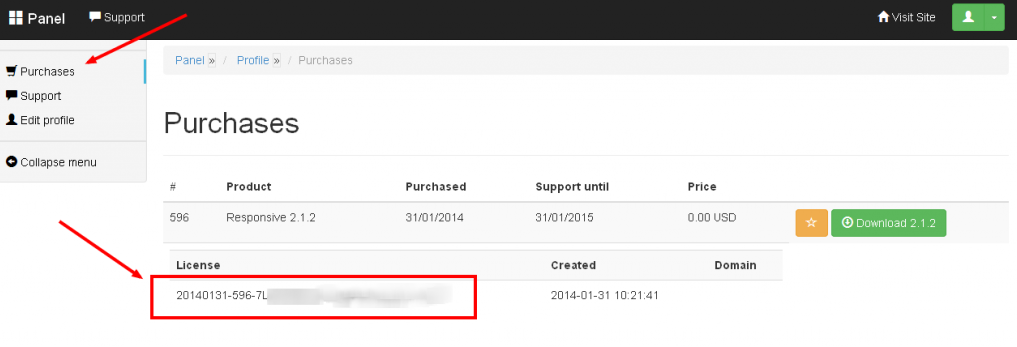 Panel Support Visit Site
Purchases
Support
Edit profile
Collapse menu
Panel » / Profile » / Purchases
Purchases
# Product Purchased Support until Price
596 Responsive 2.1.2 31/01/2014 31/01/2015 0.00 USD Download 2.1.2
License Created Domain
20140131-596-7L 2014-01-31 10:21:41